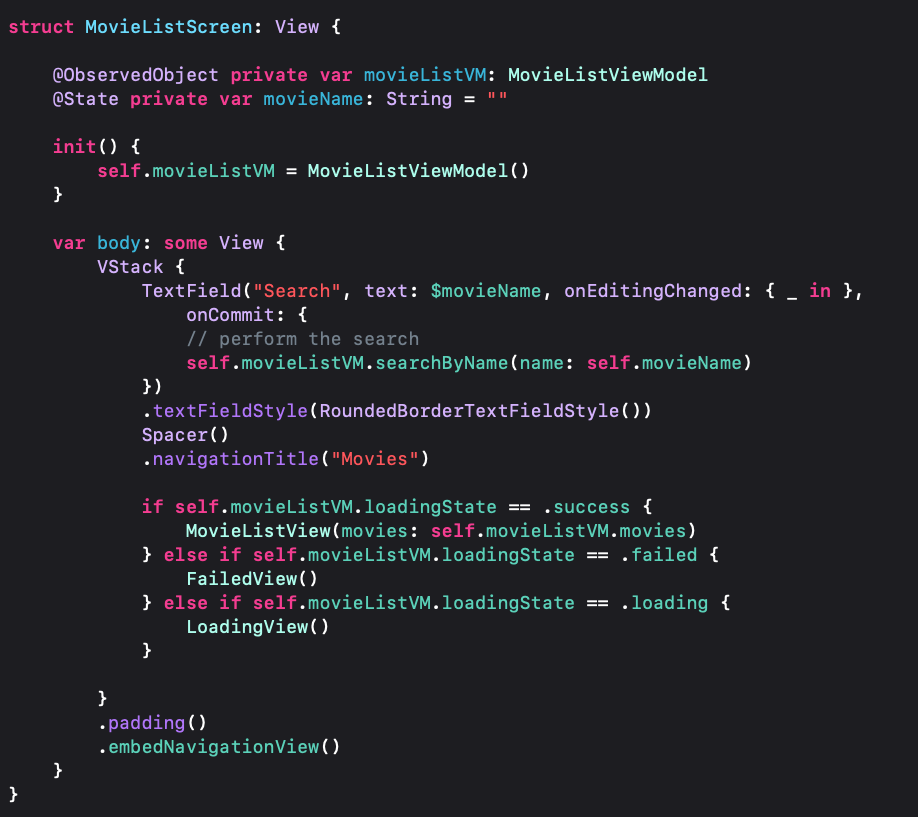 struct MovieListScreen: View {
@ObservedObject private var movieListVM: MovieListViewModel
@State private var movieName: String = ""
init() {
self.movieListVM = MovieListViewModel()
}
var body: some View {
VStack {
TextField("Search", text: $movieName, onEditingChanged: { _ in },
onCommit: {
// perform the search
self.movieListVM.searchByName(name: self.movieName)
})
.textFieldStyle(RoundedBorderTextFieldStyle())
Spacer()
.navigationTitle("Movies")
if self.movieListVM.loadingState == .success {
MovieListView(movies: self.movieListVM.movies)
} else if self.movieListVM.loadingState == .failed {
FailedView()
} else if self.movieListVM.loadingState == .loading {
LoadingView()
}
}
.padding()
.embedNavigationView()
}
}